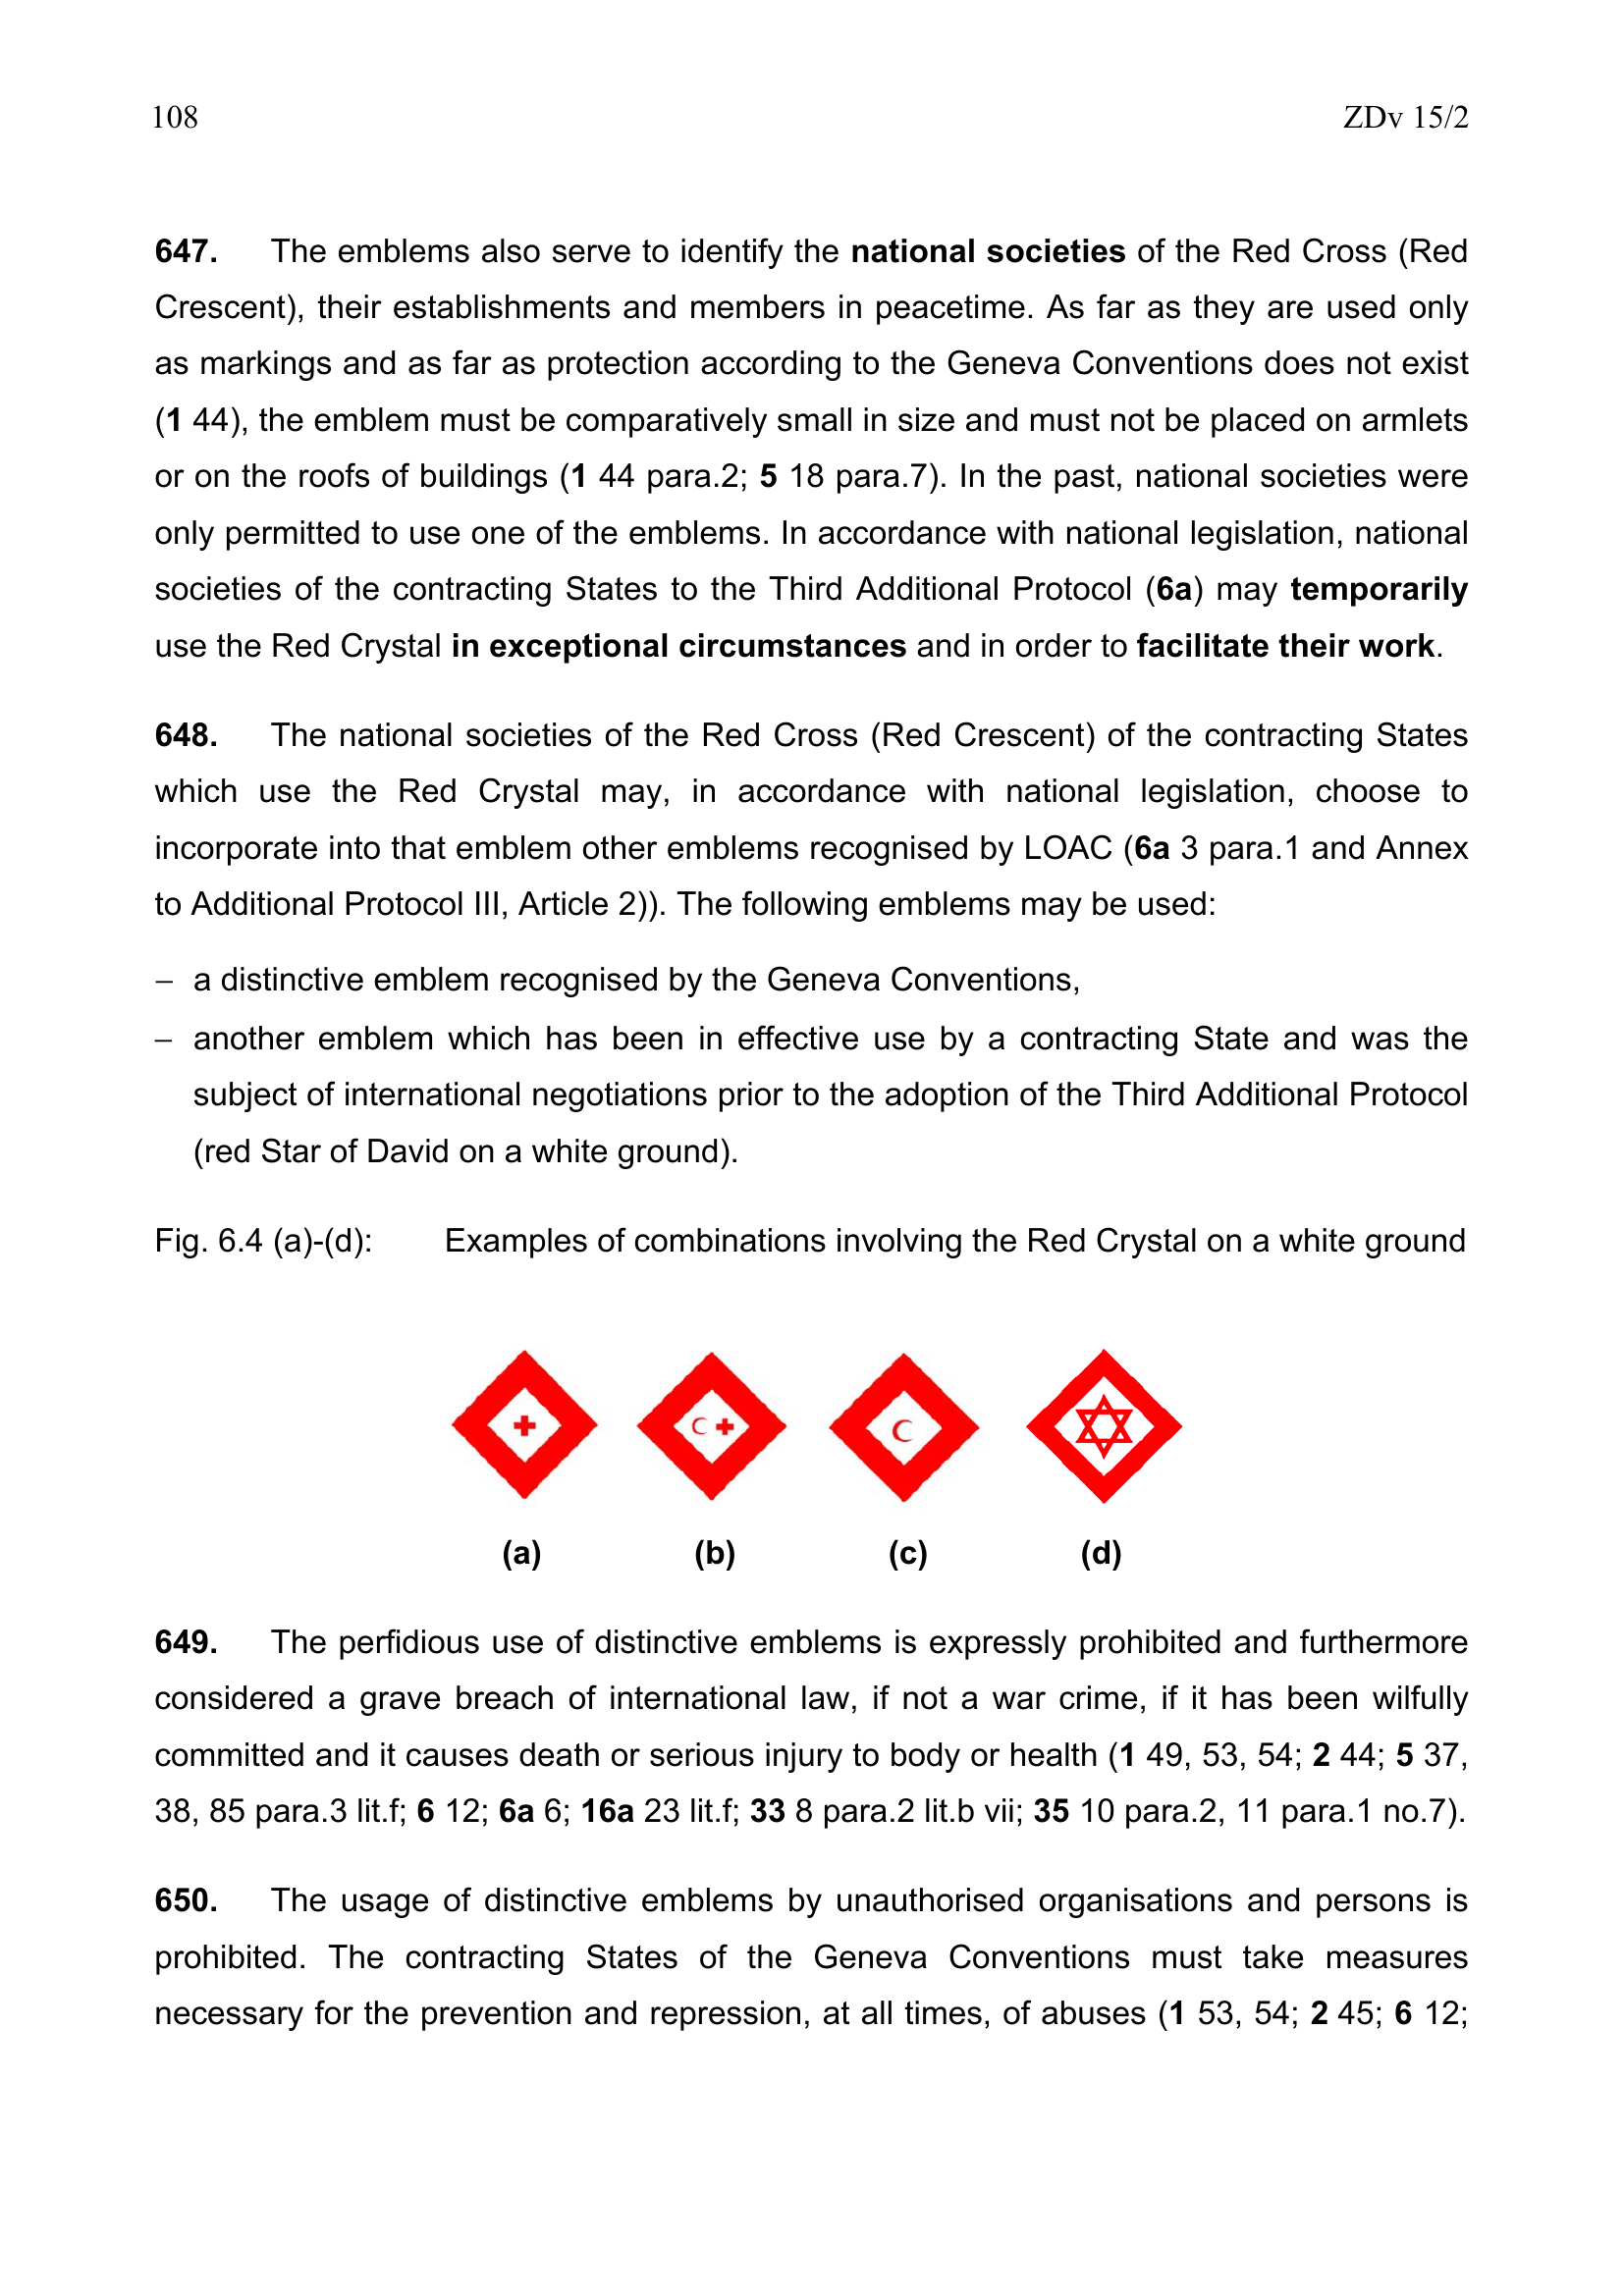 108 ZDv 15/2
647. The emblems also serve to identify the national societies of the Red Cross (Red
Crescent), their establishments and members in peacetime. As far as they are used only
as markings and as far as protection according to the Geneva Conventions does not exist
(1 44), the emblem must be comparatively small in size and must not be placed on armlets
or on the roofs of buildings (1 44 para.2; 5 18 para.7). In the past, national societies were
only permitted to use one of the emblems. In accordance with national legislation, national
societies of the contracting States to the Third Additional Protocol (6a) may temporarily
use the Red Crystal in exceptional circumstances and in order to facilitate their work.
648. The national societies of the Red Cross (Red Crescent) of the contracting States
which use the Red Crystal may, in accordance with national legislation, choose to
incorporate into that emblem other emblems recognised by LOAC (6a 3 para.1 and Annex
to Additional Protocol III, Article 2)). The following emblems may be used:
– a distinctive emblem recognised by the Geneva Conventions,
– another emblem which has been in effective use by a contracting State and was the
subject of international negotiations prior to the adoption of the Third Additional Protocol
(red Star of David on a white ground).
Fig. 6.4 (a)-(d): Examples of combinations involving the Red Crystal on a white ground
(a) (b) (c) (d)
649. The perfidious use of distinctive emblems is expressly prohibited and furthermore
considered a grave breach of international law, if not a war crime, if it has been wilfully
committed and it causes death or serious injury to body or health (1 49, 53, 54; 2 44; 5 37,
38, 85 para.3 lit.f; 6 12; 6a 6; 16a 23 lit.f; 33 8 para.2 lit.b vii; 35 10 para.2, 11 para.1 no.7).
650. The usage of distinctive emblems by unauthorised organisations and persons is
prohibited. The contracting States of the Geneva Conventions must take measures
necessary for the prevention and repression, at all times, of abuses (1 53, 54; 2 45; 6 12;